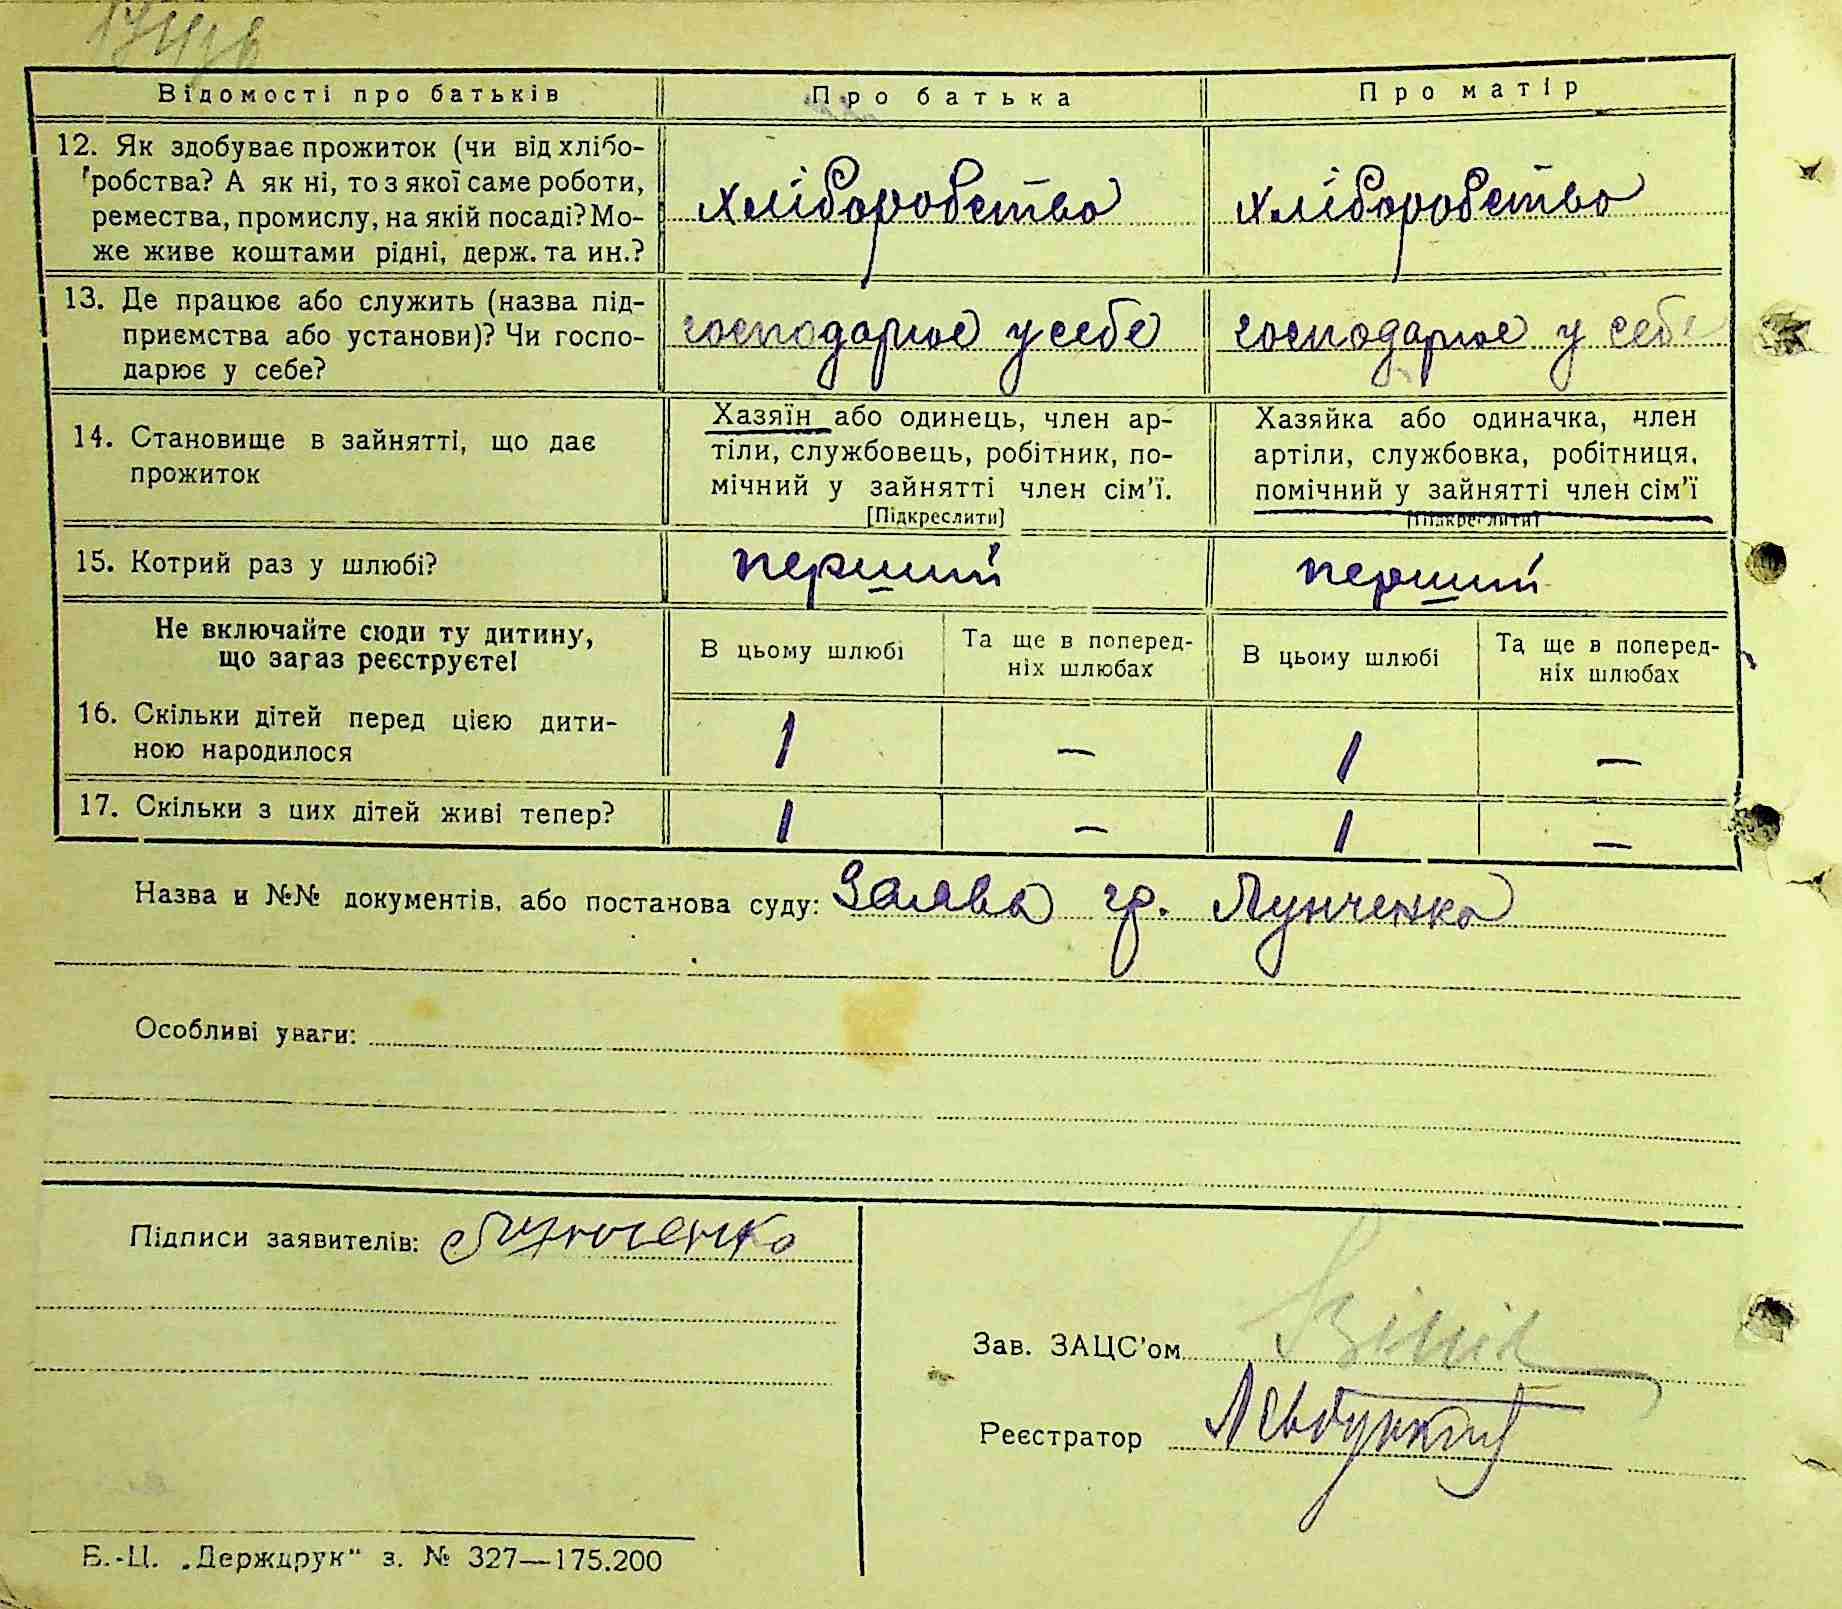 Відомості про батьків
Про батька
Про матір
12. Як здобуває прожиток (чи від хлібо-
робства? А як ні, то з якої саме роботи,
ремества, промислу, на якій посаді? Мо-
же живе коштами рідні, держ. та ин.?
хліборобство
хліборобство
13. Де працює або служить (назва під-
приємства або установи)? Чи госпо-
дарює у себе?
господарює у себе
господарює у себе
14. Становище в зайнятті, що дає
прожиток
Хазяїн або одинець, член ар-
тіли, службовець, робітник, по-
мічний у зайнятті член сім'ї.
[Підкреслити]
Хазяйка або одиначка, член
артіли, службовка, робітниця,
помічний у зайнятті член сім'ї
[Підкреслити]
15. Котрий раз у шлюбі?
перший
перший
Не включайте сюди ту дитину,
що загаз реєструєте!
В цьому шлюбі
Та ще в поперед-
ніх шлюбах
В цьому шлюбі
Та ще в поперед-
ніх шлюбах
16. Скільки дітей перед цією дити-
ною народилося
1
—
1
—
17. Скільки з цих дітей живі тепер?
1
—
1
—
Назва и №№ документів, або постанова суду: Заява гр. Лунченко
Особливі уваги:
Підписи заявителів: Лунченко
Зав. ЗАЦС'ом
Реєстратор
Б.-Ц. „Держдрук" з. № 327—175.200